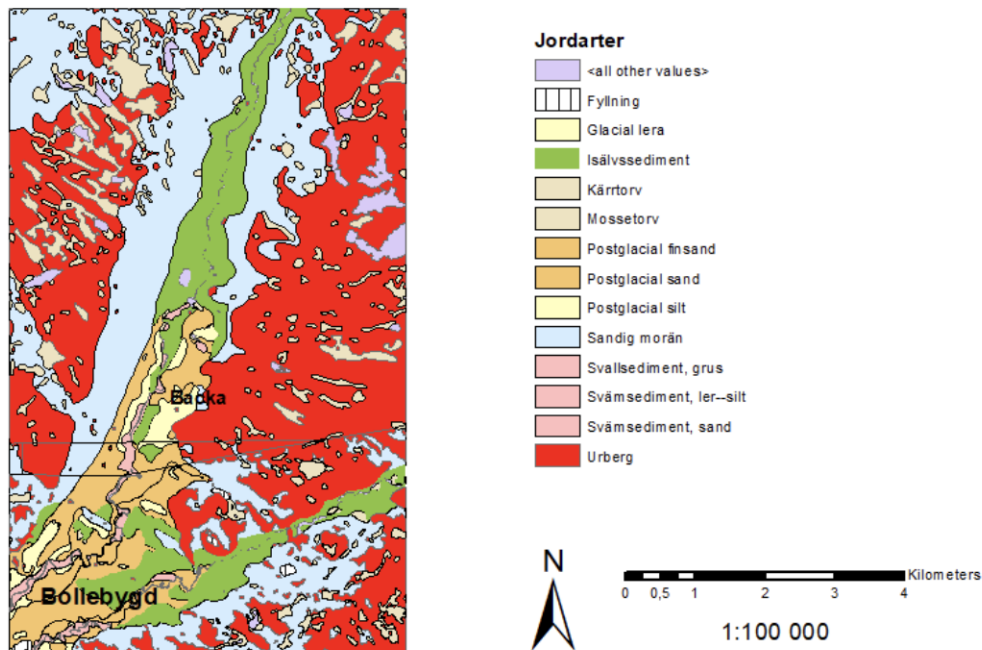 Jordarter
<all other values>
Fyllning
Glacial lera
Isälvssediment
Kärrtorv
Mossetorv
Postglacial finsand
Postglacial sand
Postglacial silt
Sandig morän
Svallsediment, grus
Svämsediment, ler--silt
Svämsediment, sand
Urberg
Backa
Bollebygd
N
Kilometers
0 0,5 1 2 3 4
1:100 000